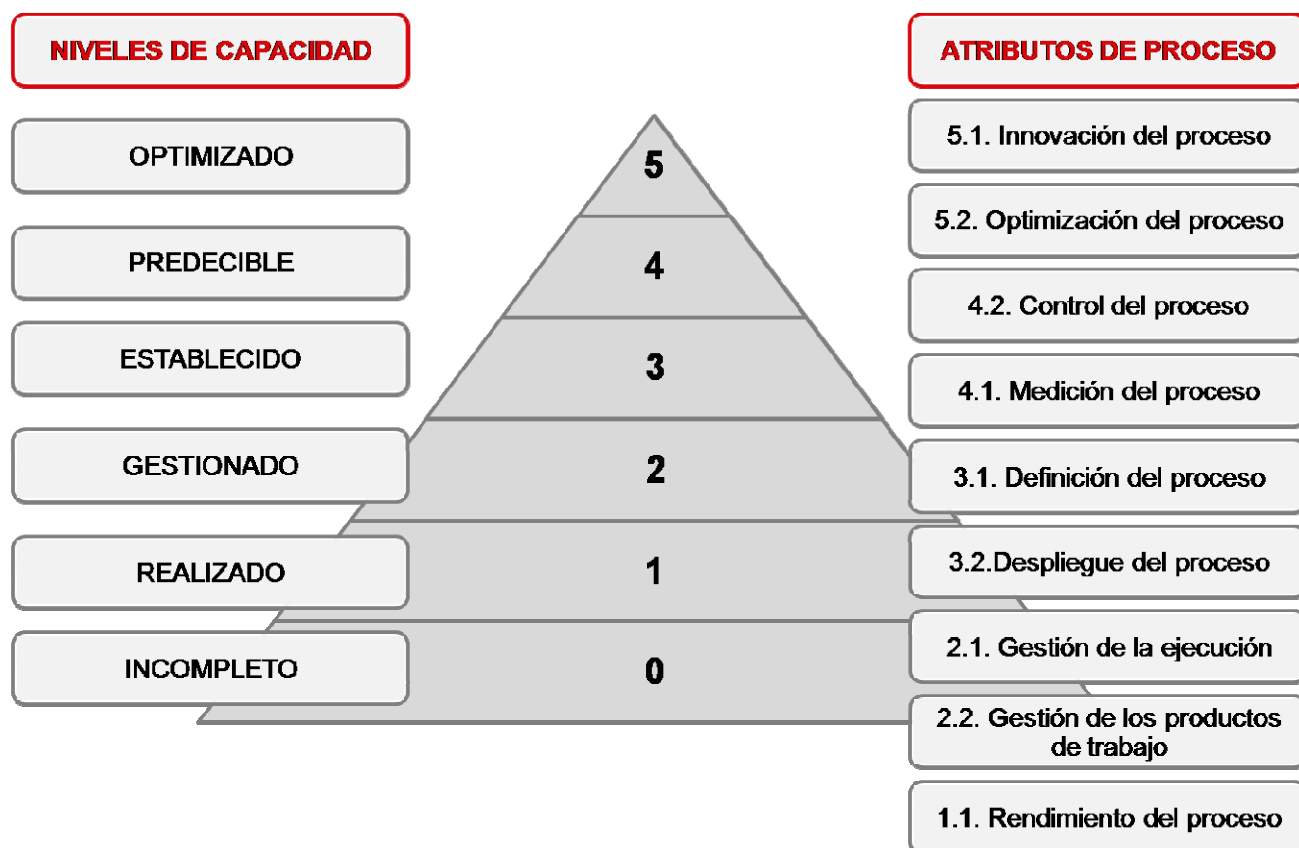 NIVELES DE CAPACIDAD
OPTIMIZADO
PREDECIBLE
ESTABLECIDO
GESTIONADO
REALIZADO
INCOMPLETO
5
4
3
2
1
0
ATRIBUTOS DE PROCESO
5.1. Innovación del proceso
5.2. Optimización del proceso
4.2. Control del proceso
4.1. Medición del proceso
3.1. Definición del proceso
3.2.Despliegue del proceso
2.1. Gestión de la ejecución
2.2. Gestión de los productos
de trabajo
1.1. Rendimiento del proceso